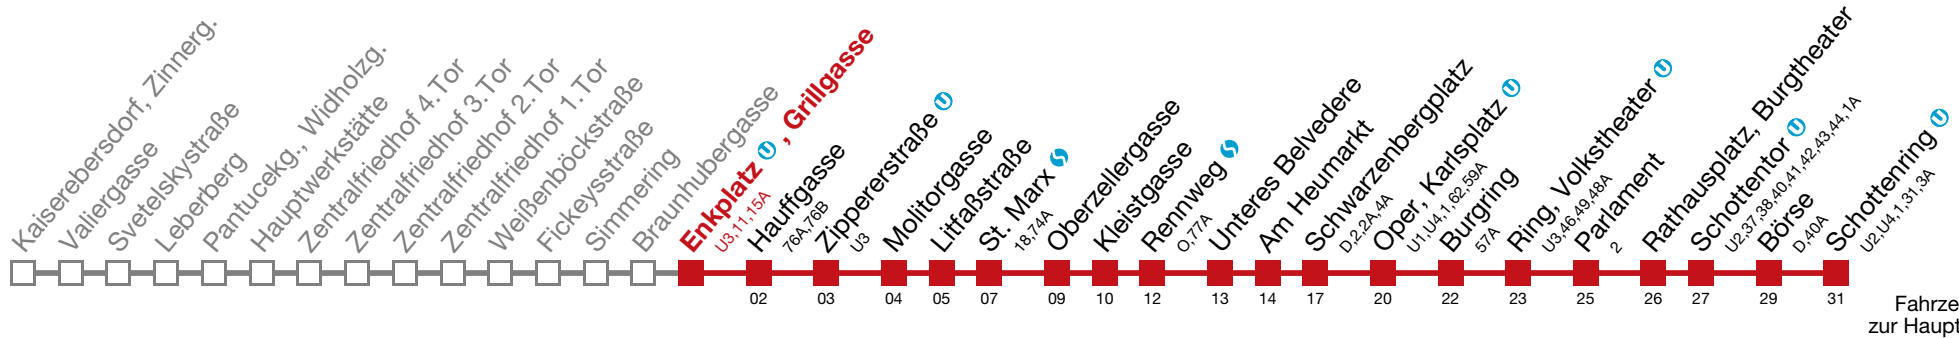 Kaiserebersdorf, Zinnerg.
Valiergasse
Svetelskystraße
Leberberg
Pantucekg., Widholzg.
Hauptwerkstätte
Zentralfriedhof 4.Tor
Zentralfriedhof 3.Tor
Zentralfriedhof 2.Tor
Zentralfriedhof 1.Tor
Weißenböckstraße
Fickeysstraße
Simmering
Braunhubergasse
Enkplatz U , Grillgasse
U3,11,15A
Hauffgasse
76A,76B
02
Zippererstraße U
U3
03
Molitorgasse
04
Litfaßstraße
05
St. Marx
18,74A
07
Oberzellergasse
09
Kleistgasse
10
Rennweg
O,77A
12
Unteres Belvedere
13
Am Heumarkt
14
Schwarzenbergplatz
D,2,2A,4A
17
Oper, Karlsplatz U
U1,U4,1,62,59A
20
Burgring
57A
22
Ring, Volkstheater U
U3,46,49,48A
23
Parlament
2
25
Rathausplatz, Burgtheater
26
Schottentor U
U2,37,38,40,41,42,43,44,1A
27
Börse
D,40A
29
Schottenring U
U2,U4,1,31,3A
31
Fahrze
zur Haupt